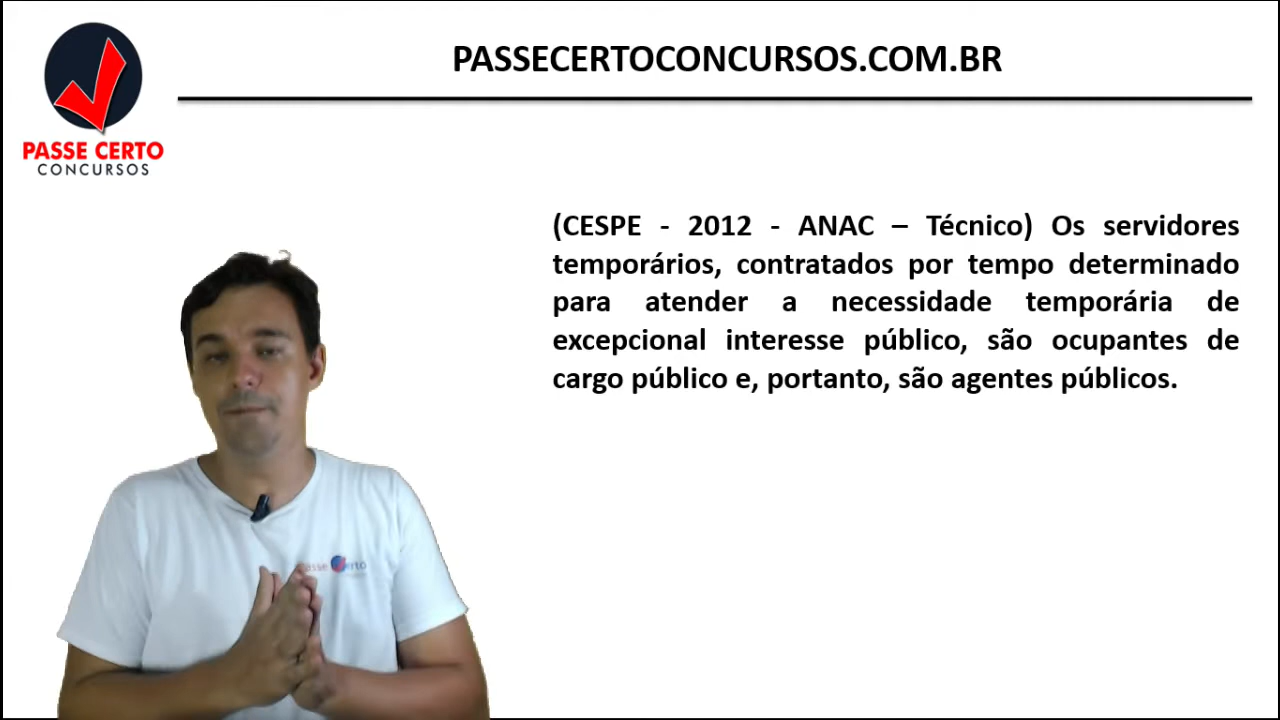 PASSECERTOCONCURSOS.COM.BR
PASSE CERTO
CONCURSOS
(CESPE - 2012 - ANAC – Técnico) Os servidores
temporários, contratados por tempo determinado
para atender a necessidade temporária de
excepcional interesse público, são ocupantes de
cargo público e, portanto, são agentes públicos.